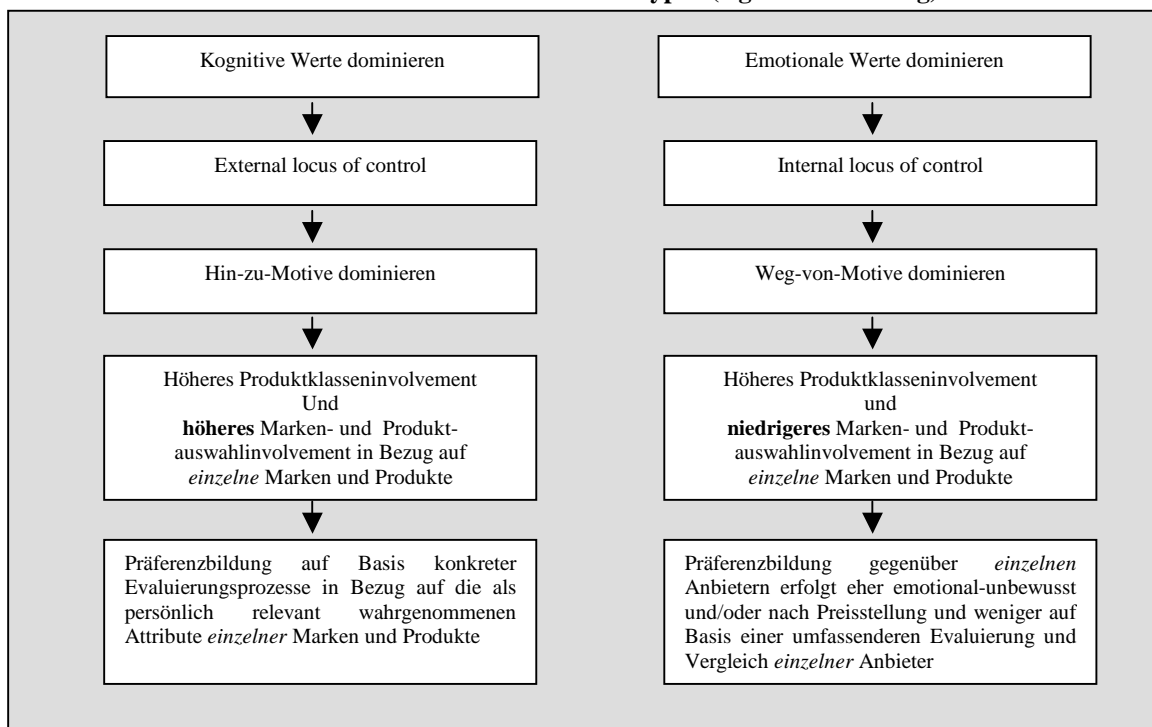 Kognitive Werte dominieren
External locus of control
Hin-zu-Motive dominieren
Höheres Produktklasseninvolvement
Und
höheres Marken- und Produkt-
auswahlinvolvement in Bezug auf
einzelne Marken und Produkte
Präferenzbildung auf Basis konkreter
Evaluierungsprozesse in Bezug auf die als
persönlich relevant wahrgenommenen
Attribute einzelner Marken und Produkte
Emotionale Werte dominieren
Internal locus of control
Weg-von-Motive dominieren
Höheres Produktklasseninvolvement
und
niedrigeres Marken- und Produkt-
auswahlinvolvement in Bezug auf
einzelne Marken und Produkte
Präferenzbildung gegenüber einzelnen
Anbietern erfolgt eher emotional-unbewusst
und/oder nach Preisstellung und weniger auf
Basis einer umfassenderen Evaluierung und
Vergleich einzelner Anbieter